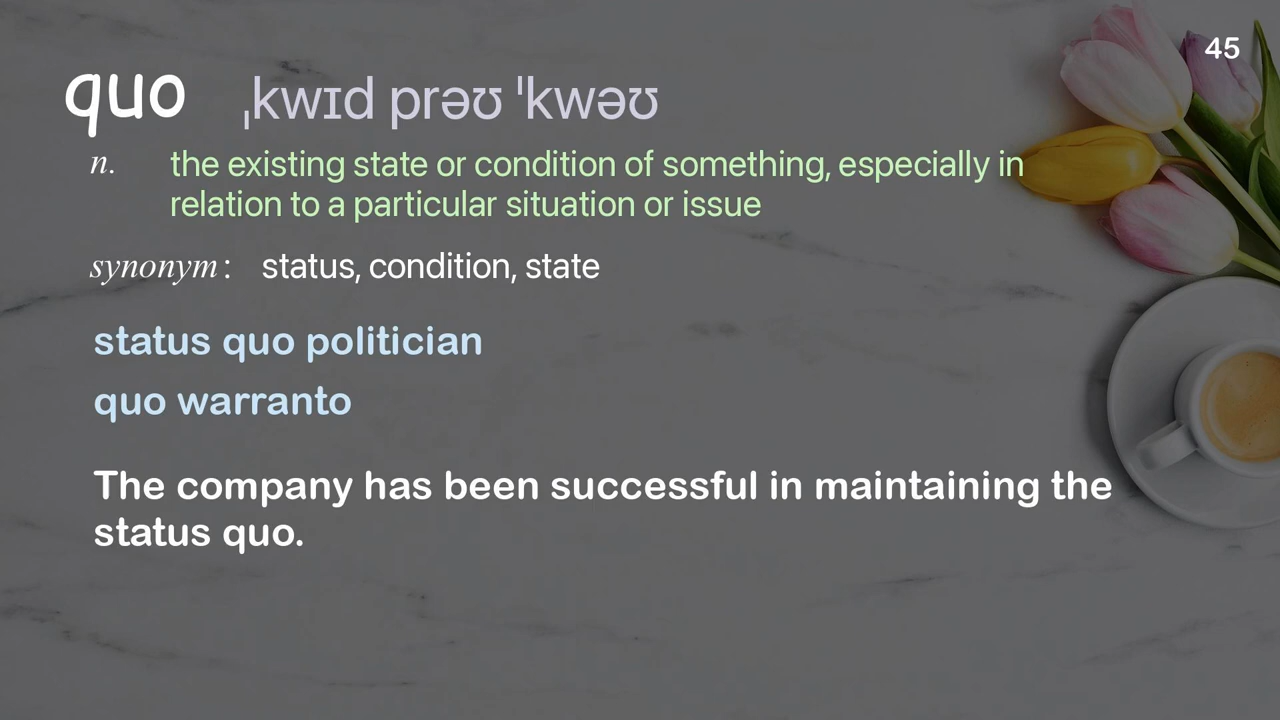 45
quo ˌkwɪd prəʊ ˈkwəʊ
n. the existing state or condition of something, especially in
relation to a particular situation or issue
synonym: status, condition, state
status quo politician
quo warranto
The company has been successful in maintaining the
status quo.